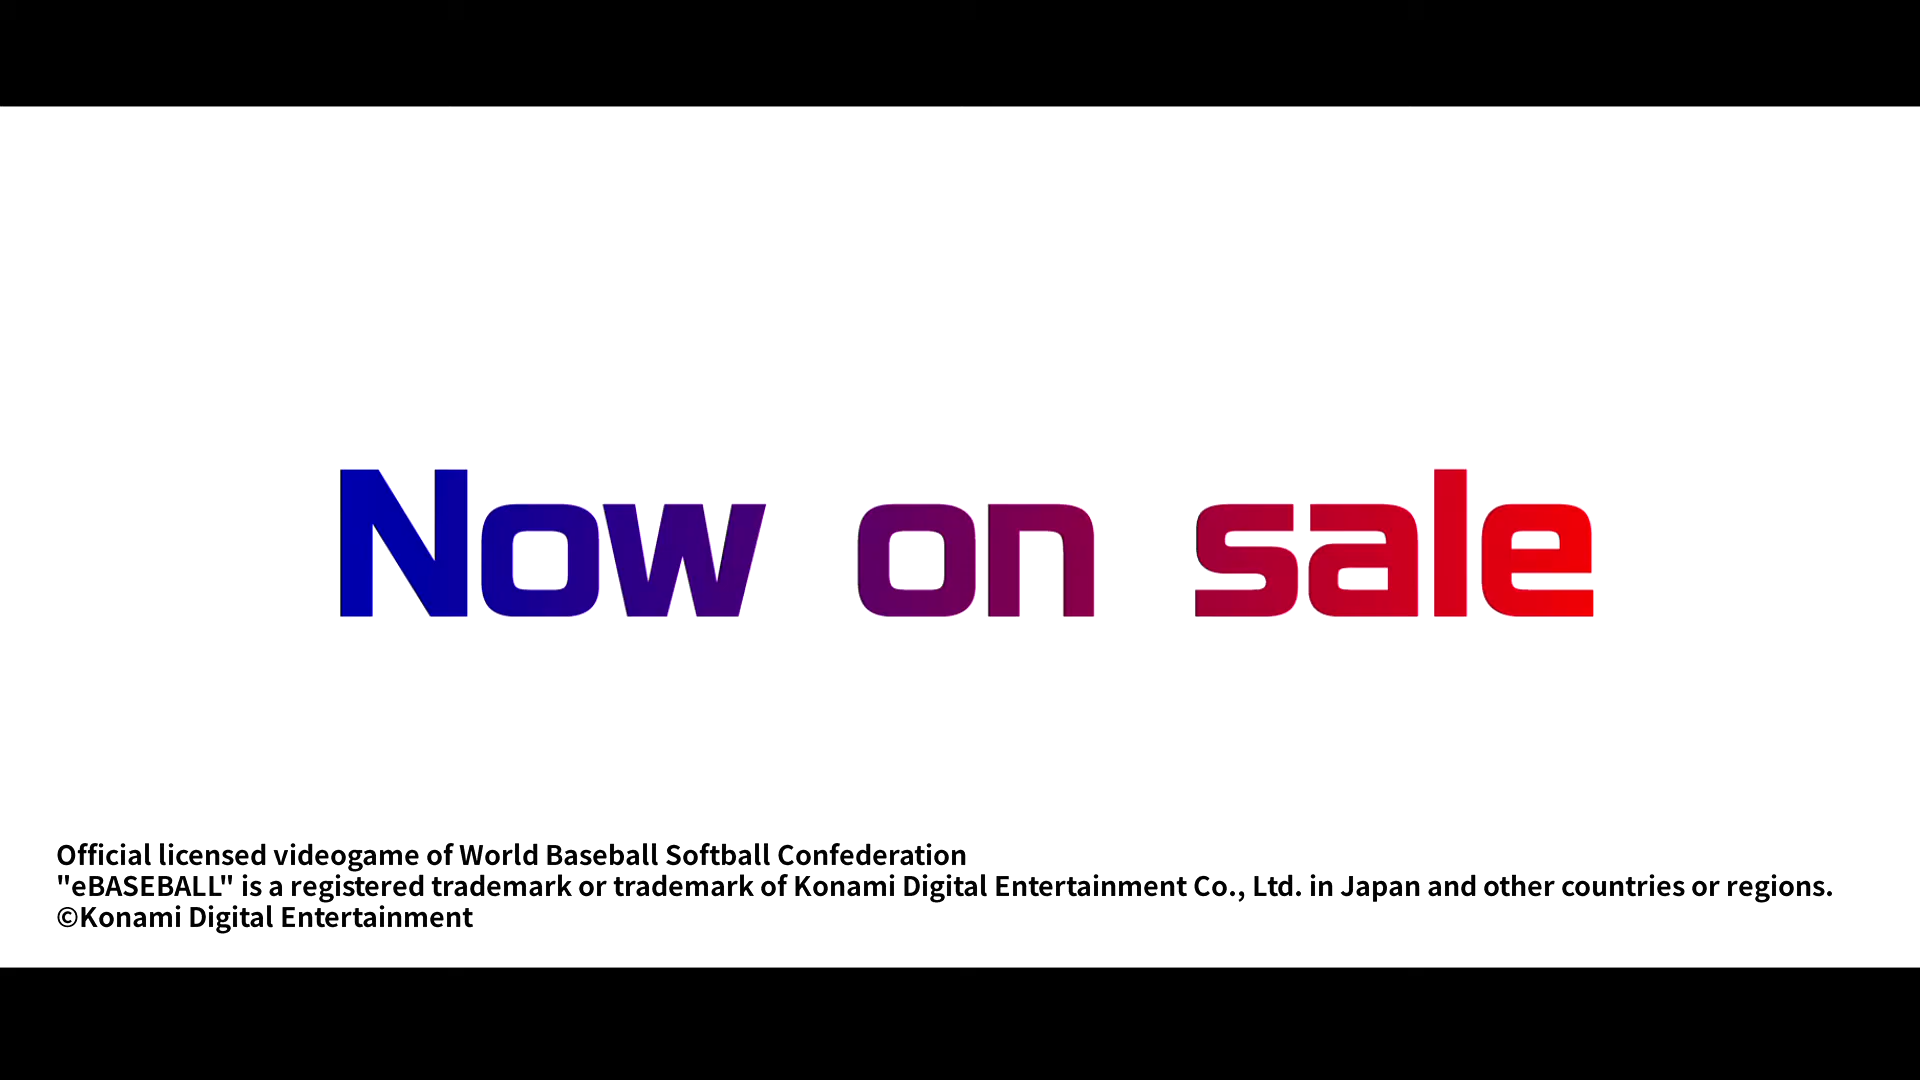 Now on sale
Official licensed videogame of World Baseball Softball Confederation
"eBASEBALL" is a registered trademark or trademark of Konami Digital Entertainment Co., Ltd. in Japan and other countries or regions.
©Konami Digital Entertainment